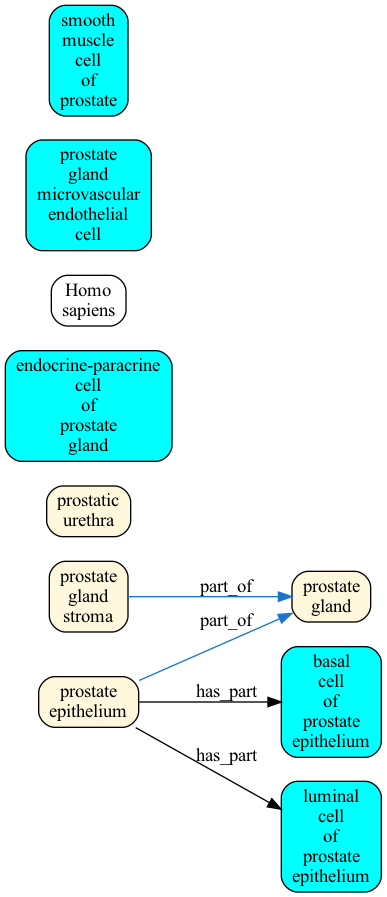 smooth
muscle
cell
of
prostate
prostate
gland
microvascular
endothelial
cell
Homo
sapiens
endocrine-paracrine
cell
of
prostate
gland
prostatic
urethra
prostate
gland
stroma
part_of
prostate
gland
part_of
prostate
epithelium
has_part
basal
cell
of
prostate
epithelium
has_part
luminal
cell
of
prostate
epithelium